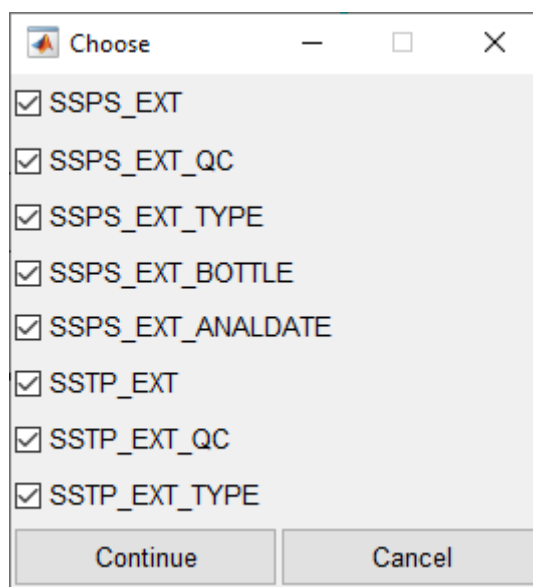 Choose
SSPS_EXT
SSPS_EXT_QC
SSPS_EXT_TYPE
SSPS_EXT_BOTTLE
SSPS_EXT_ANALDATE
SSTP_EXT
SSTP_EXT_QC
SSTP_EXT_TYPE
Continue Cancel